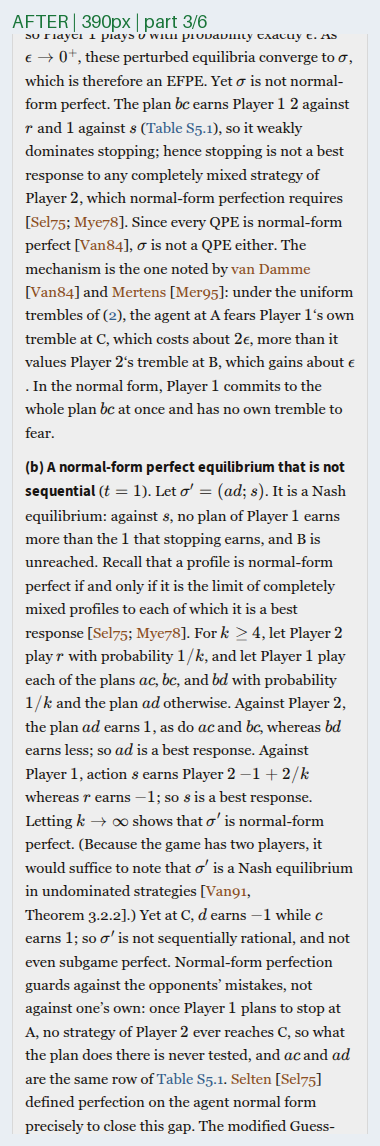 AFTER | 390px | part 3/6
so Player 1 plays b with probability exactly ϵ. As
ϵ → 0⁺, these perturbed equilibria converge to σ,
which is therefore an EFPE. Yet σ is not normal-
form perfect. The plan bc earns Player 1 2 against
r and 1 against s (Table S5.1), so it weakly
dominates stopping; hence stopping is not a best
response to any completely mixed strategy of
Player 2, which normal-form perfection requires
[Sel75; Mye78]. Since every QPE is normal-form
perfect [Van84], σ is not a QPE either. The
mechanism is the one noted by van Damme
[Van84] and Mertens [Mer95]: under the uniform
trembles of (2), the agent at A fears Player 1‘s own
tremble at C, which costs about 2ϵ, more than it
values Player 2‘s tremble at B, which gains about ϵ
. In the normal form, Player 1 commits to the
whole plan bc at once and has no own tremble to
fear.
(b) A normal-form perfect equilibrium that is not
sequential (t = 1). Let σ′ = (ad; s). It is a Nash
equilibrium: against s, no plan of Player 1 earns
more than the 1 that stopping earns, and B is
unreached. Recall that a profile is normal-form
perfect if and only if it is the limit of completely
mixed profiles to each of which it is a best
response [Sel75; Mye78]. For k ≥ 4, let Player 2
play r with probability 1/k, and let Player 1 play
each of the plans ac, bc, and bd with probability
1/k and the plan ad otherwise. Against Player 2,
the plan ad earns 1, as do ac and bc, whereas bd
earns less; so ad is a best response. Against
Player 1, action s earns Player 2 −1 + 2/k
whereas r earns −1; so s is a best response.
Letting k → ∞ shows that σ′ is normal-form
perfect. (Because the game has two players, it
would suffice to note that σ′ is a Nash equilibrium
in undominated strategies [Van91,
Theorem 3.2.2].) Yet at C, d earns −1 while c
earns 1; so σ′ is not sequentially rational, and not
even subgame perfect. Normal-form perfection
guards against the opponents’ mistakes, not
against one’s own: once Player 1 plans to stop at
A, no strategy of Player 2 ever reaches C, so what
the plan does there is never tested, and ac and ad
are the same row of Table S5.1. Selten [Sel75]
defined perfection on the agent normal form
precisely to close this gap. The modified Guess-